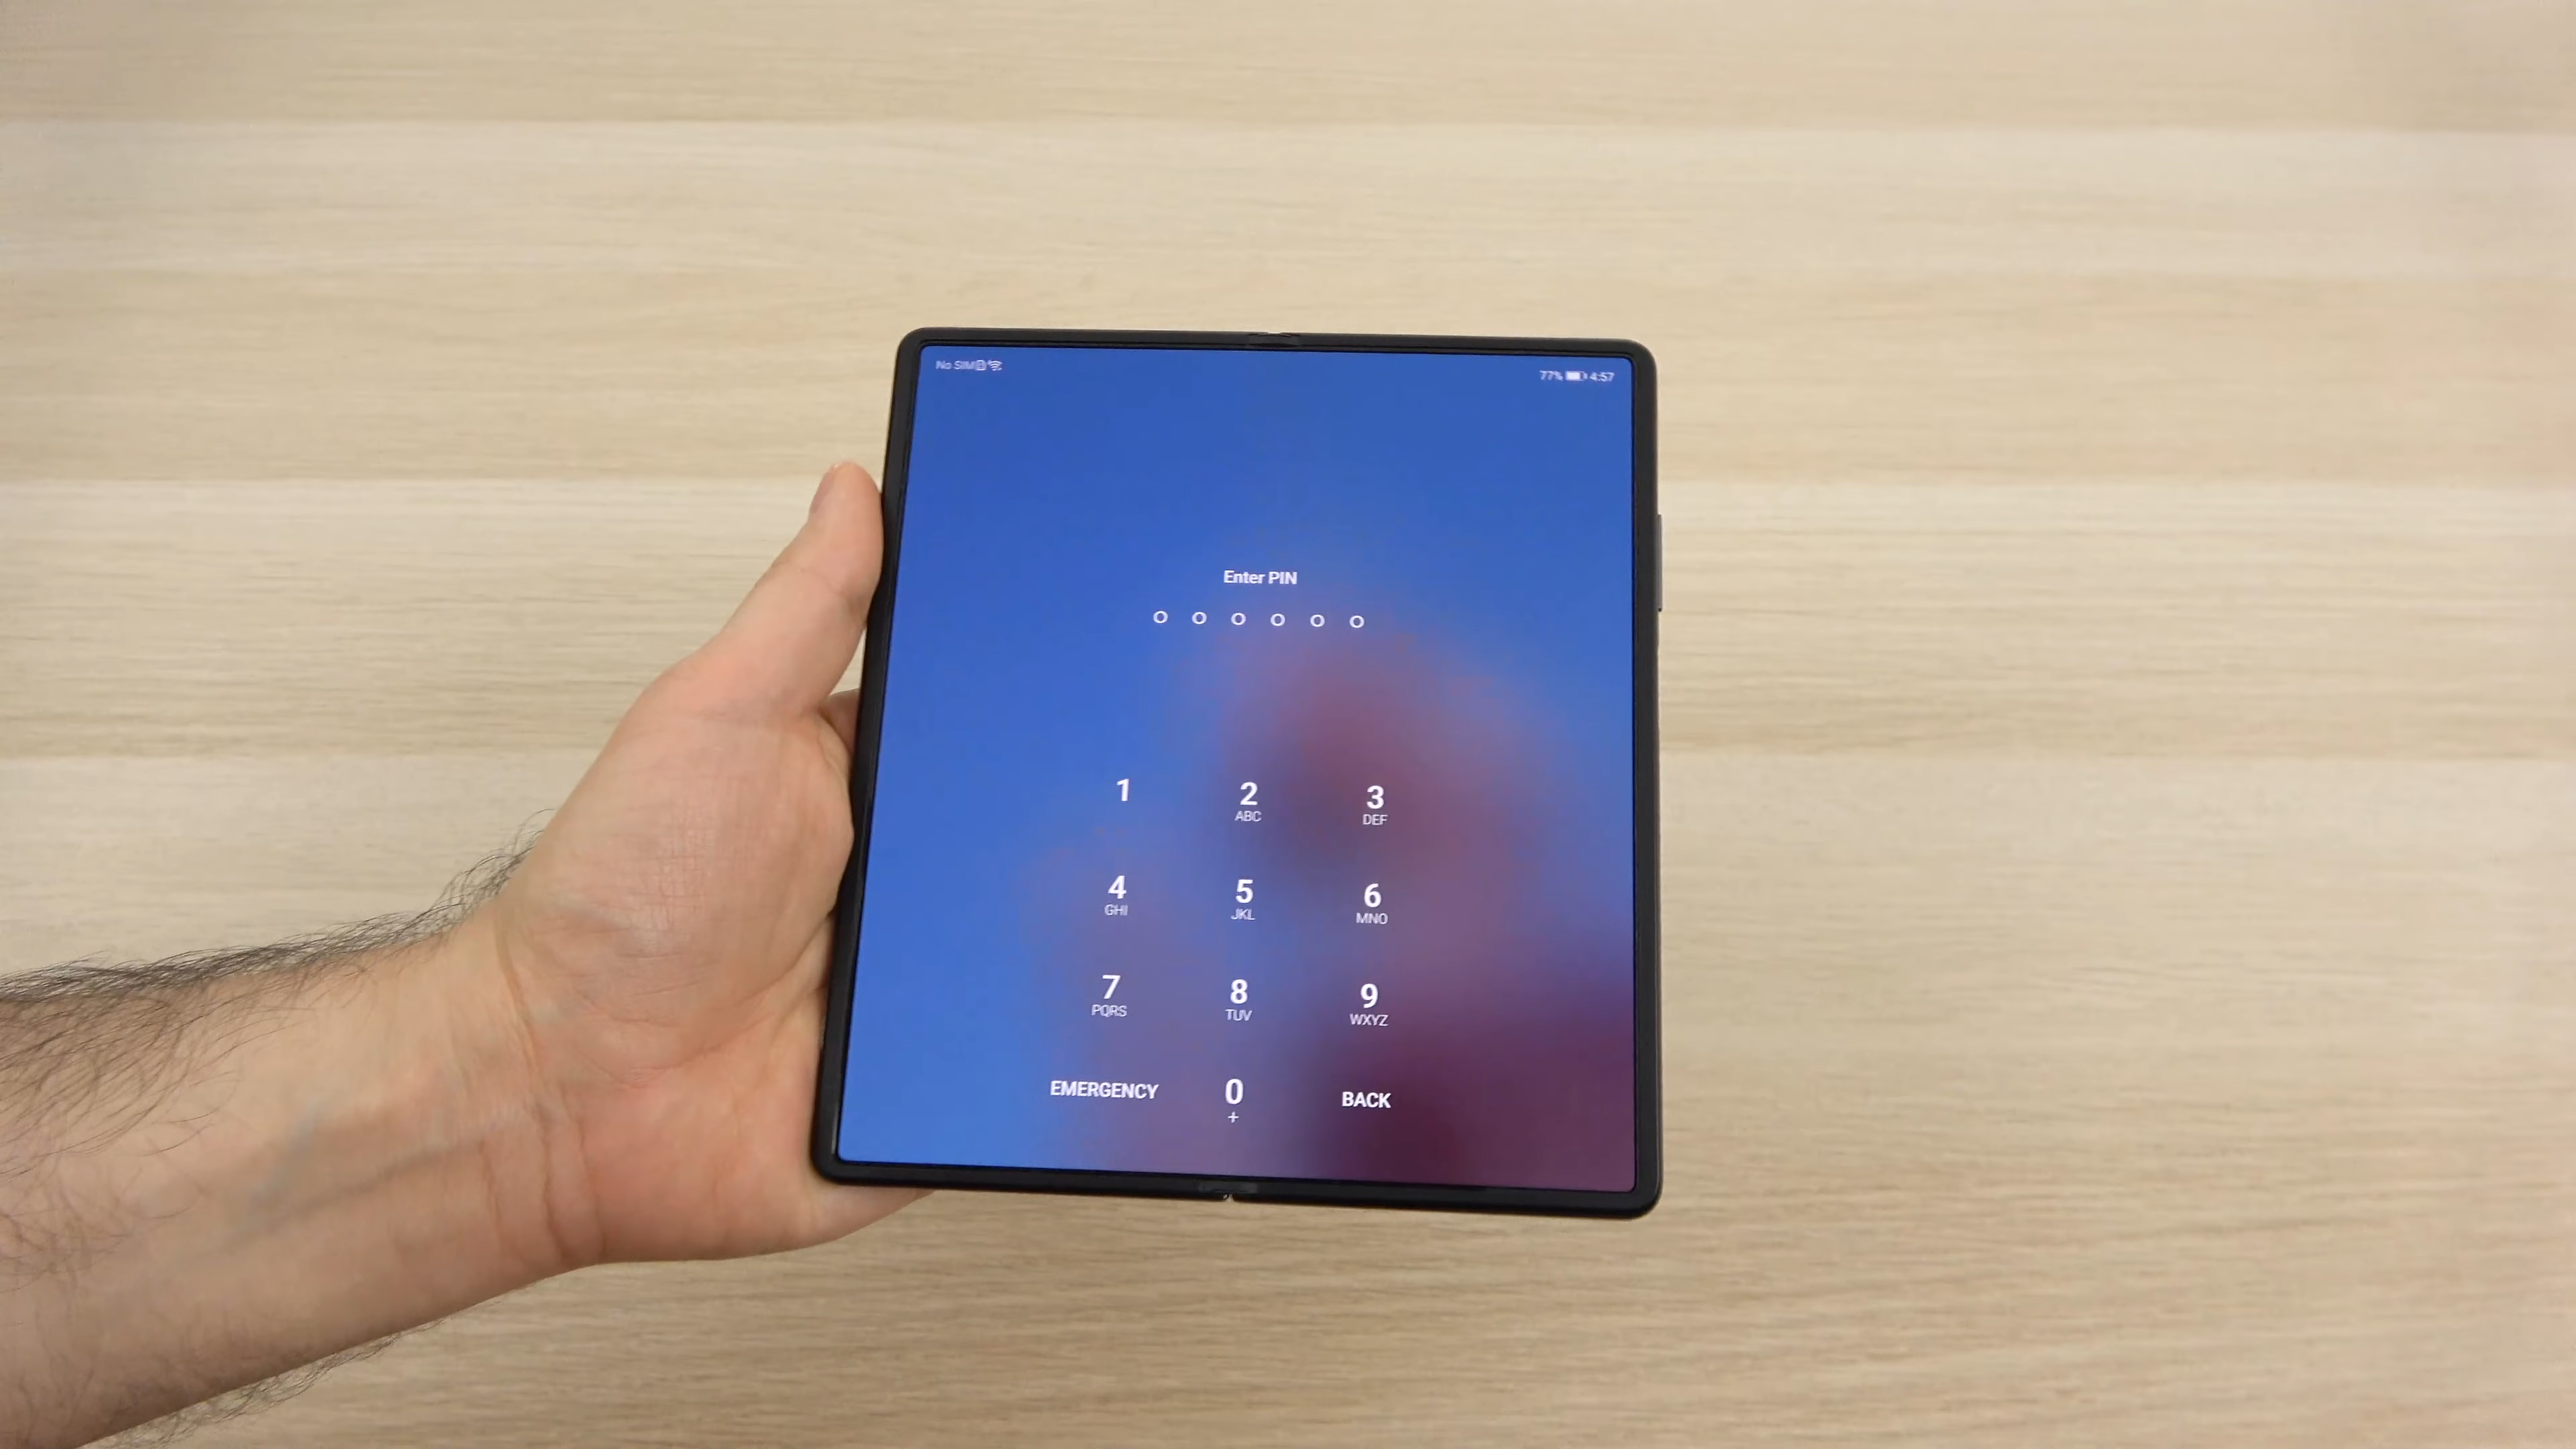 No SIM
77% 4:57
Enter PIN
1 2 3
ABC DEF
4 5 6
GHI JKL MNO
7 8 9
PQRS TUV WXYZ
EMERGENCY 0 BACK
+